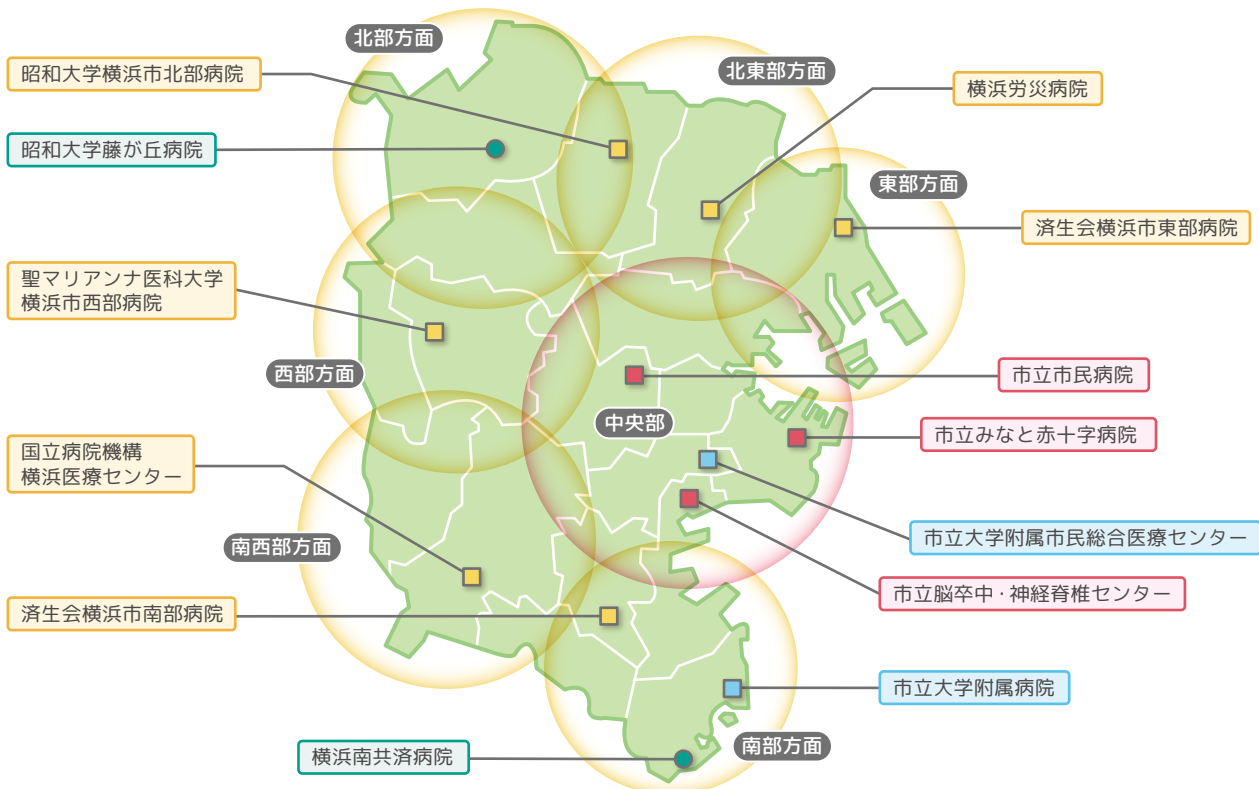 北部方面
昭和大学横浜市北部病院
北東部方面
横浜労災病院
昭和大学藤が丘病院
東部方面
済生会横浜市東部病院
聖マリアンナ医科大学
横浜市西部病院
西部方面
市立市民病院
中央部
市立みなと赤十字病院
国立病院機構
横浜医療センター
市立大学附属市民総合医療センター
南西部方面
市立脳卒中・神経脊椎センター
済生会横浜市南部病院
市立大学附属病院
南部方面
横浜南共済病院